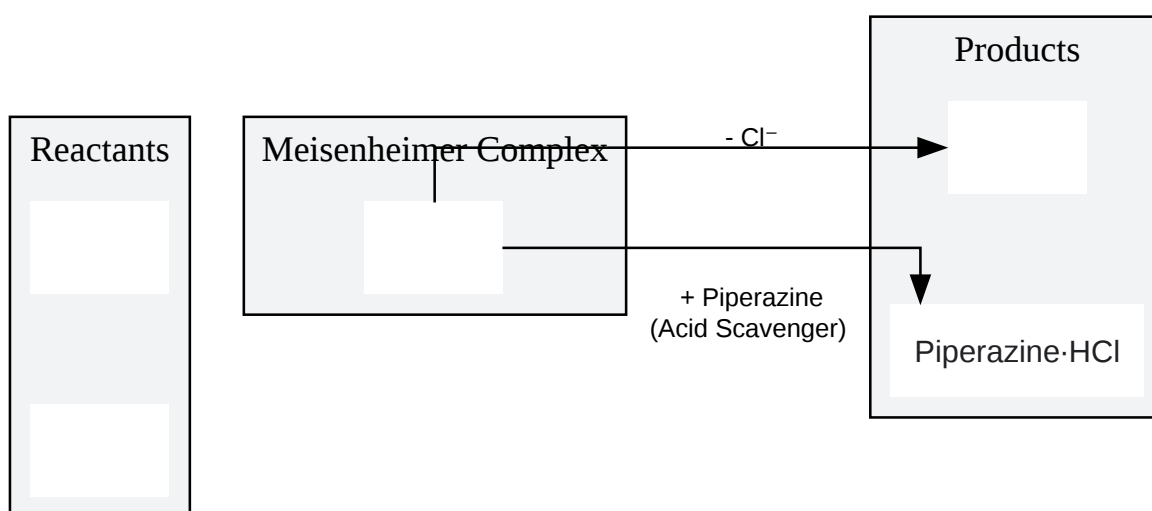 Products
Reactants
Meisenheimer Complex
- Cl⁻
+ Piperazine
(Acid Scavenger)
Piperazine·HCl